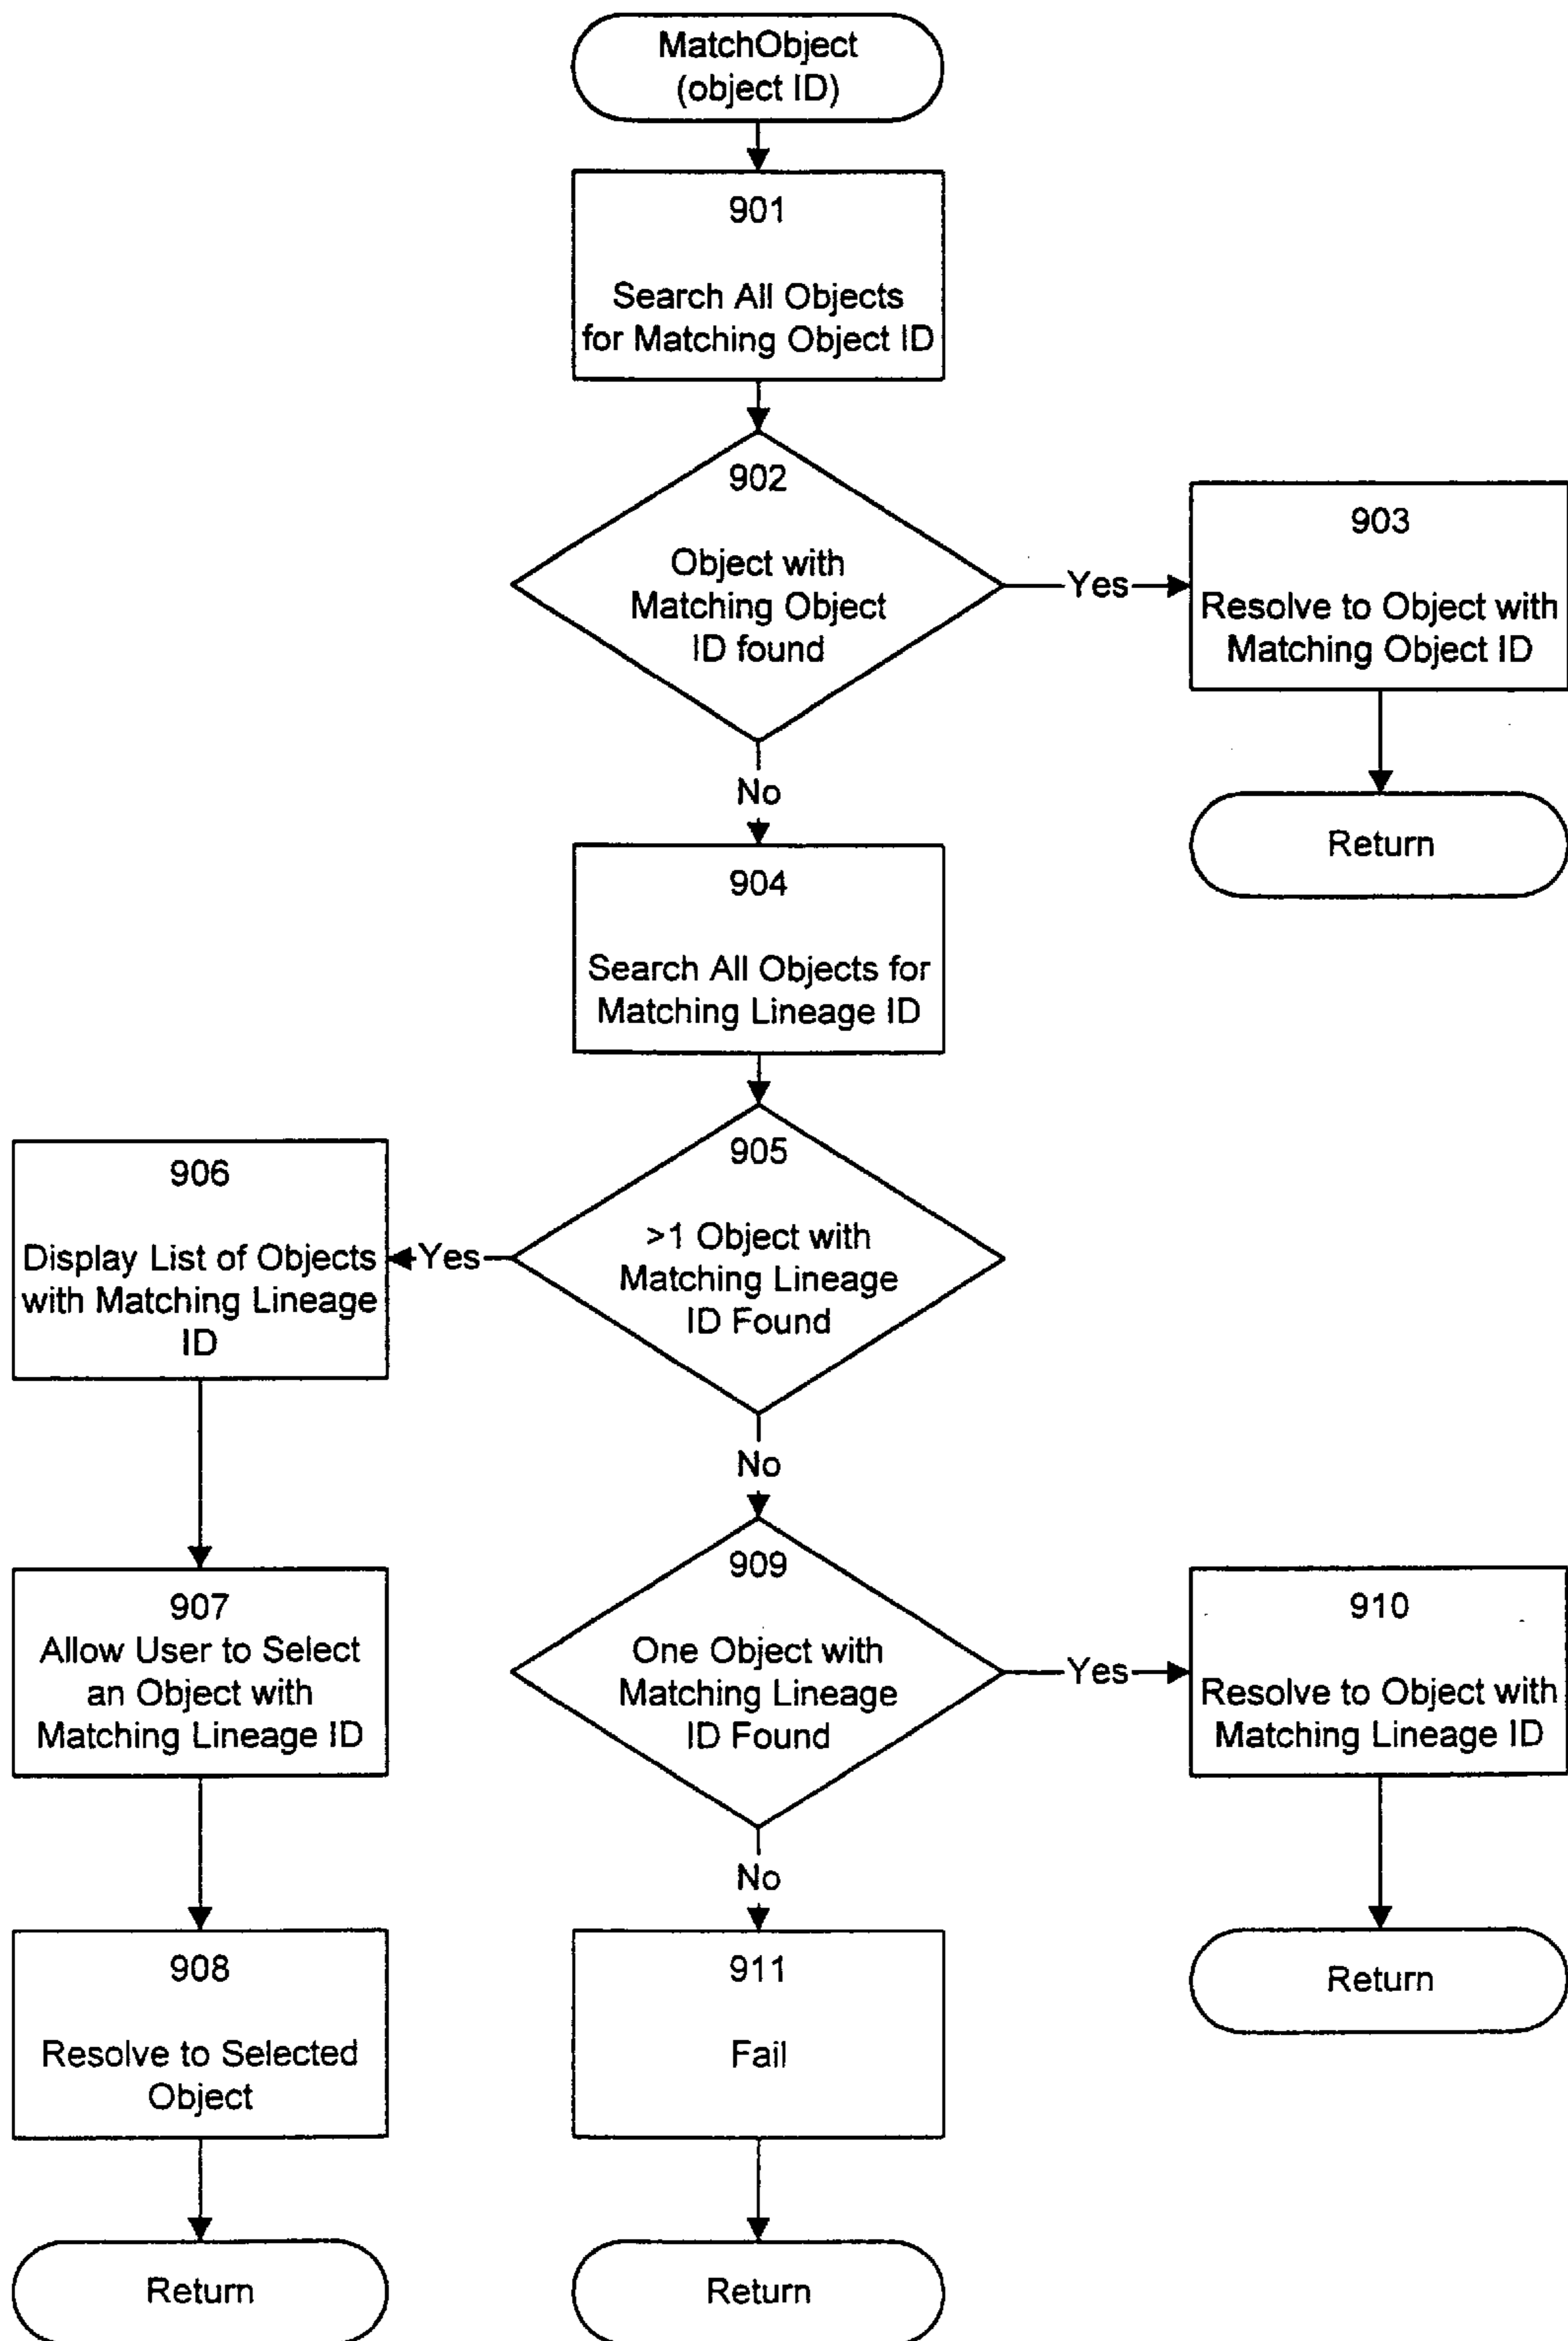 MatchObject
(object ID)
901
Search All Objects
for Matching Object ID
902
Object with
Matching Object
ID found
Yes
903
Resolve to Object with
Matching Object ID
Return
No
904
Search All Objects for
Matching Lineage ID
905
>1 Object with
Matching Lineage
ID Found
Yes
906
Display List of Objects
with Matching Lineage
ID
907
Allow User to Select
an Object with
Matching Lineage ID
908
Resolve to Selected
Object
Return
No
909
One Object with
Matching Lineage
ID Found
Yes
910
Resolve to Object with
Matching Lineage ID
Return
No
911
Fail
Return